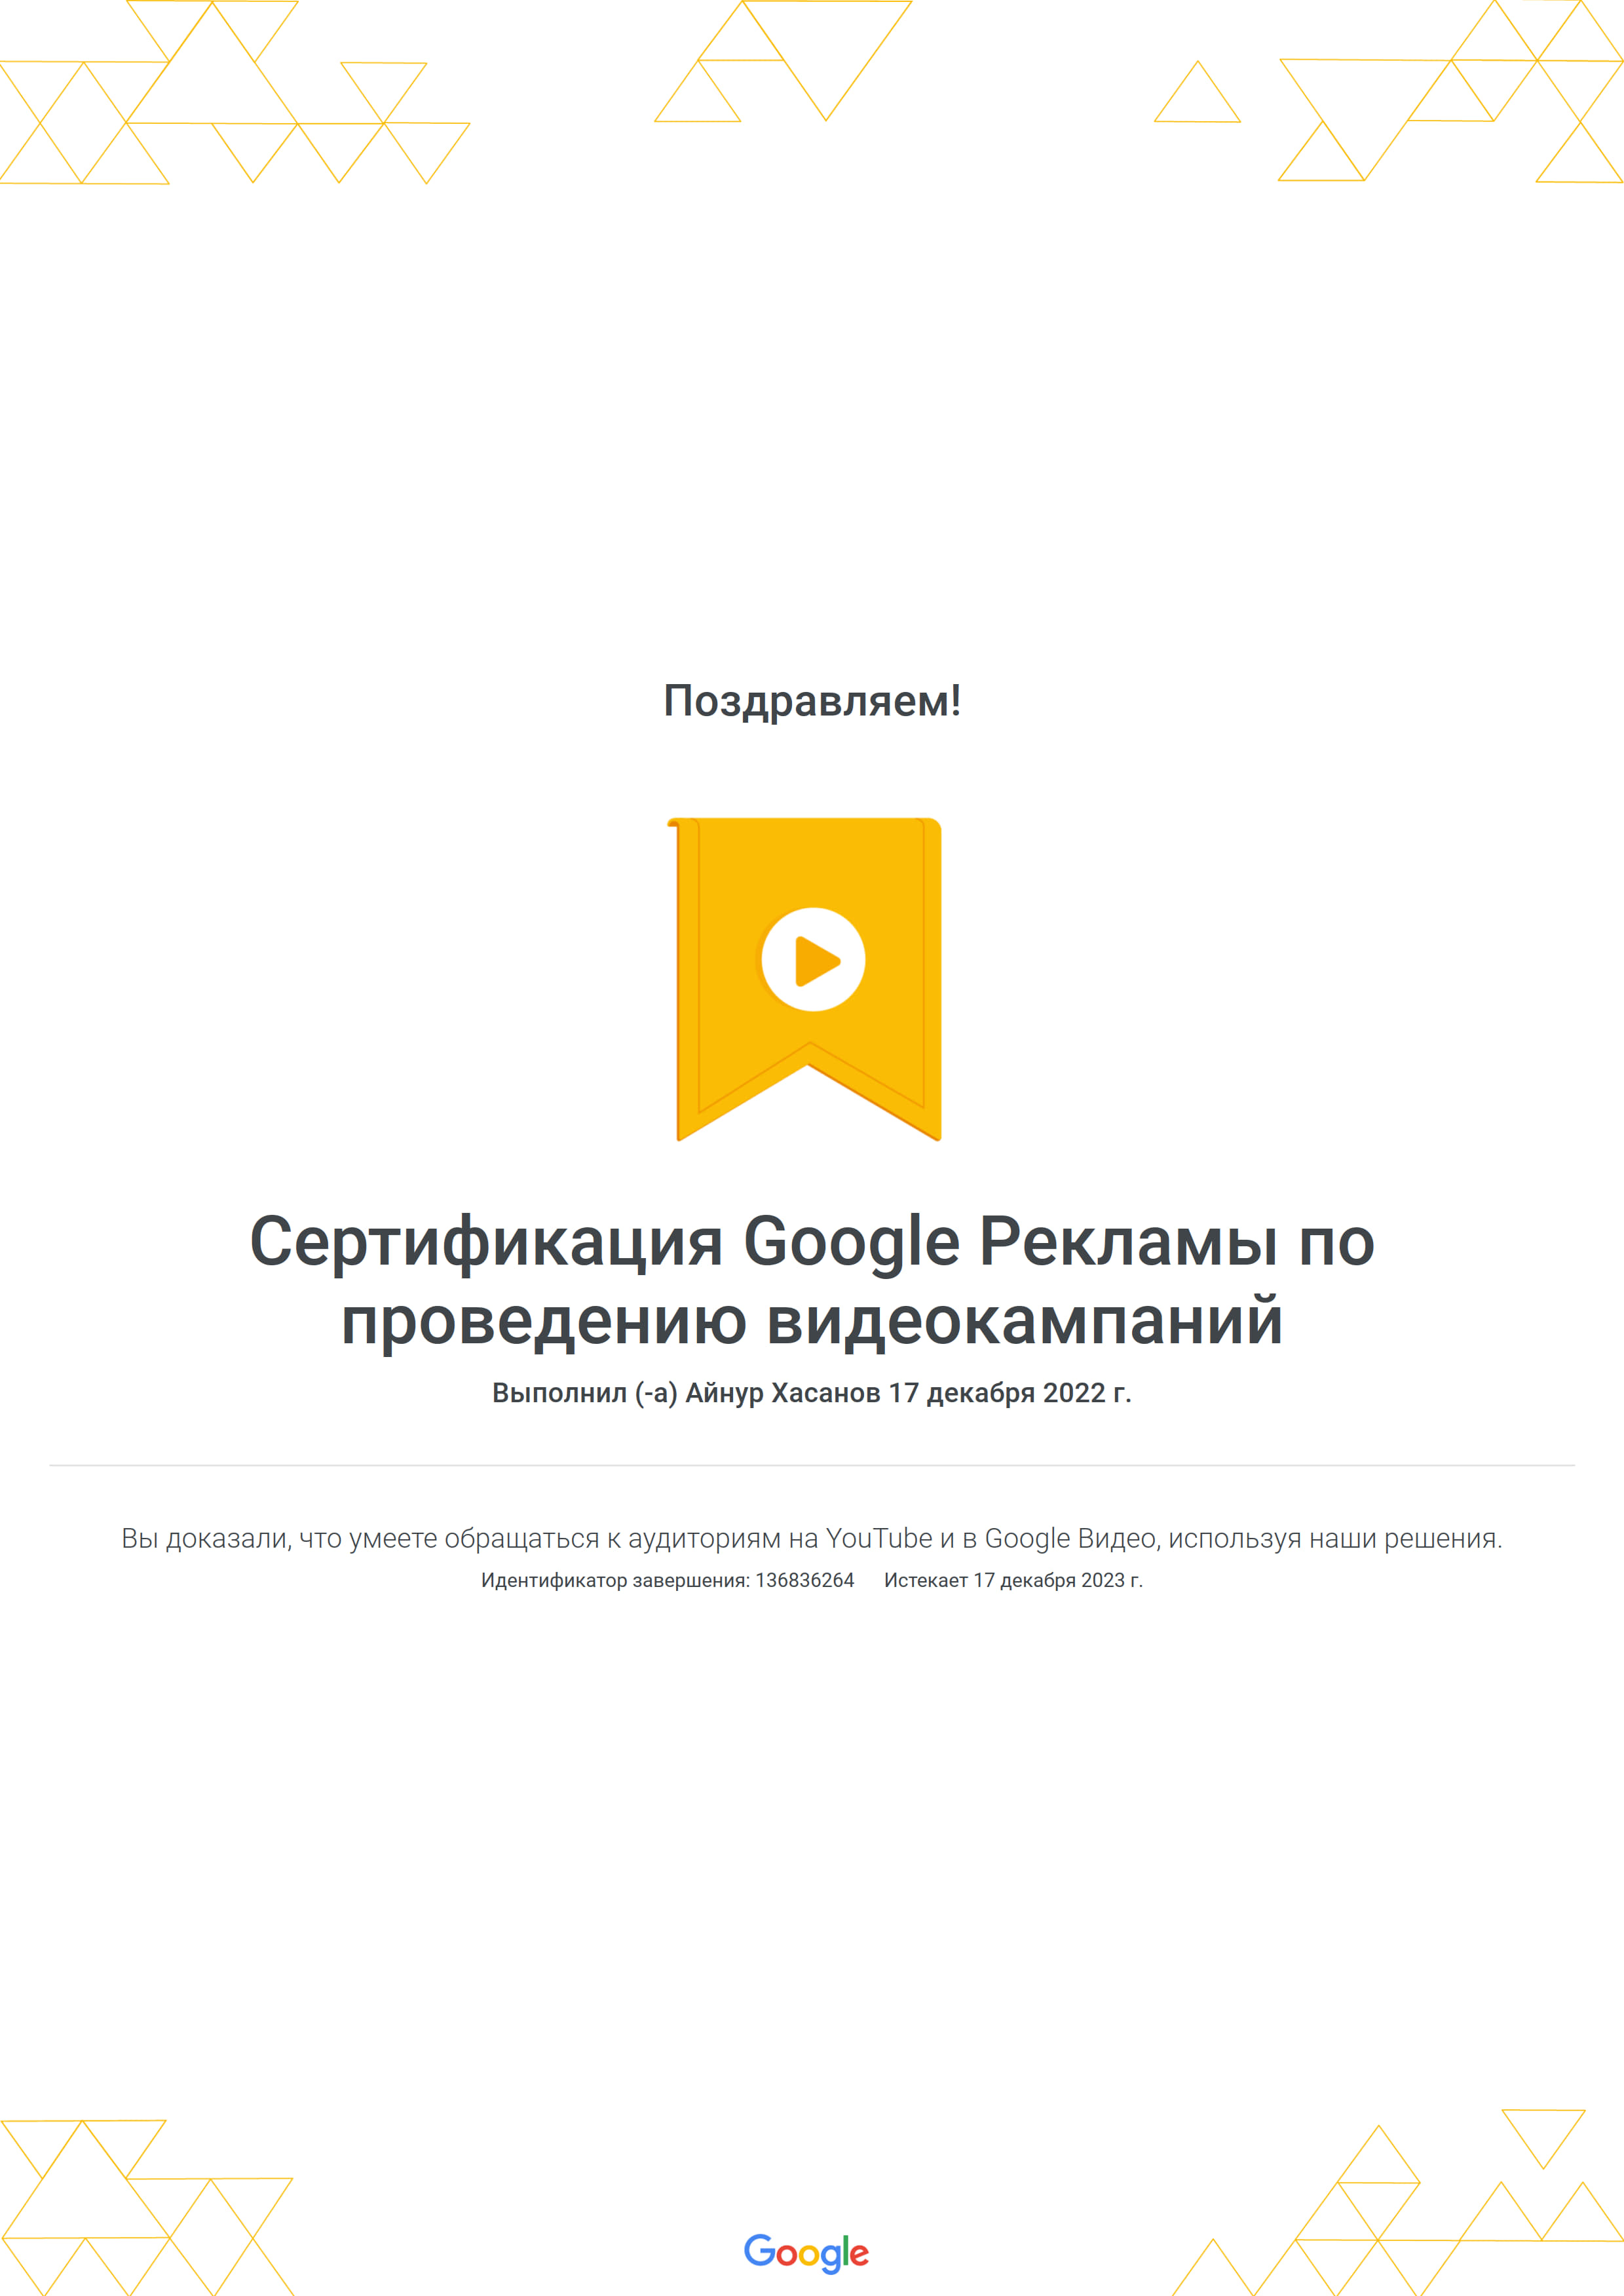 Поздравляем!
Сертификация Google Рекламы по
проведению видеокампаний
Выполнил (-а) Айнур Хасанов 17 декабря 2022 г.
Вы доказали, что умеете обращаться к аудиториям на YouTube и в Google Видео, используя наши решения.
Идентификатор завершения: 136836264 Истекает 17 декабря 2023 г.
Google